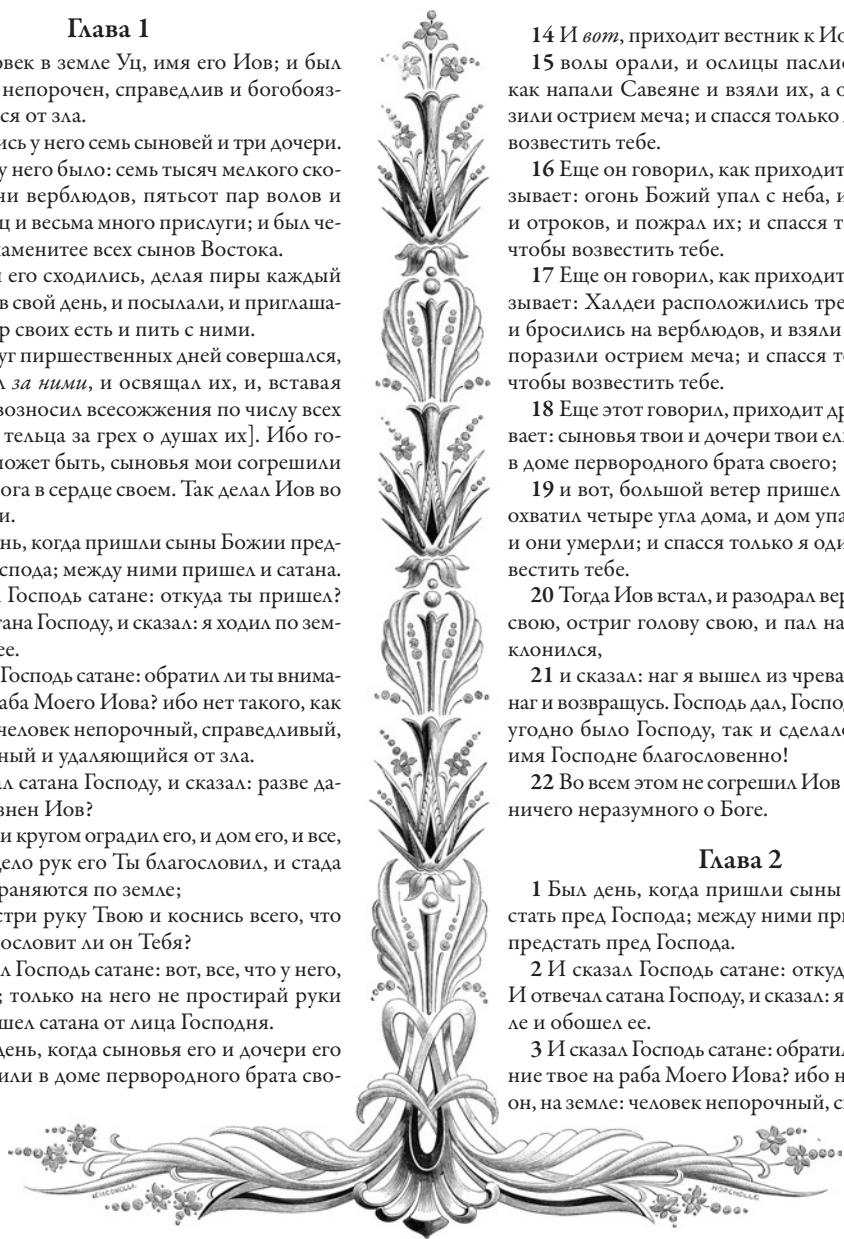 Глава 1
овек в земле Уц, имя его Иов; и был
непорочен, справедлив и богобояз-
ся от зла.
ись у него семь сыновей и три дочери.
у него было: семь тысяч мелкого ско-
чи верблюдов, пятьсот пар волов и
ц и весьма много прислуги; и был че-
наменитее всех сынов Востока.
и его сходились, делая пиры каждый
в свой день, и посылали, и приглаша-
р своих есть и пить с ними.
уг пиршественных дней совершался,
л за ними, и освящал их, и, вставая
возносил всесожжения по числу всех
тельца за грех о душах их]. Ибо го-
может быть, сыновья мои согрешили
ога в сердце своем. Так делал Иов во
и.
нь, когда пришли сыны Божии пред-
спода; между ними пришел и сатана.
л Господь сатане: откуда ты пришел?
тана Господу, и сказал: я ходил по зем-
ее.
Господь сатане: обратил ли ты внима-
аба Моего Иова? ибо нет такого, как
человек непорочный, справедливый,
ный и удаляющийся от зла.
ал сатана Господу, и сказал: разве да-
знен Иов?
и кругом оградил его, и дом его, и все,
дело рук его Ты благословил, и стада
раняются по земле;
стри руку Твою и коснись всего, что
ословит ли он Тебя?
л Господь сатане: вот, все, что у него,
; только на него не простирай руки
шел сатана от лица Господня.
день, когда сыновья его и дочери его
или в доме первородного брата сво-
14 И вот, приходит вестник к Ио
15 волы орали, и ослицы паслис
как напали Савеяне и взяли их, а о
зили острием меча; и спасся только
возвестить тебе.
16 Еще он говорил, как приходит
зывает: огонь Божий упал с неба, и
и отроков, и пожрал их; и спасся т
чтобы возвестить тебе.
17 Еще он говорил, как приходит
зывает: Халдеи расположились тре
и бросились на верблюдов, и взяли
поразили острием меча; и спасся т
чтобы возвестить тебе.
18 Еще этот говорил, приходит др
вает: сыновья твои и дочери твои ел
в доме первородного брата своего;
19 и вот, большой ветер пришел
охватил четыре угла дома, и дом упа
и они умерли; и спасся только я оди
вестить тебе.
20 Тогда Иов встал, и разодрал вер
свою, остриг голову свою, и пал на
клонился,
21 и сказал: наг я вышел из чрева
наг и возвращусь. Господь дал, Господ
угодно было Господу, так и сделал
имя Господне благословенно!
22 Во всем этом не согрешил Иов
ничего неразумного о Боге.
Глава 2
1 Был день, когда пришли сыны
стать пред Господа; между ними при
предстать пред Господа.
2 И сказал Господь сатане: откуд
И отвечал сатана Господу, и сказал: я
ле и обошел ее.
3 И сказал Господь сатане: обратил
ние твое на раба Моего Иова? ибо н
он, на земле: человек непорочный, с